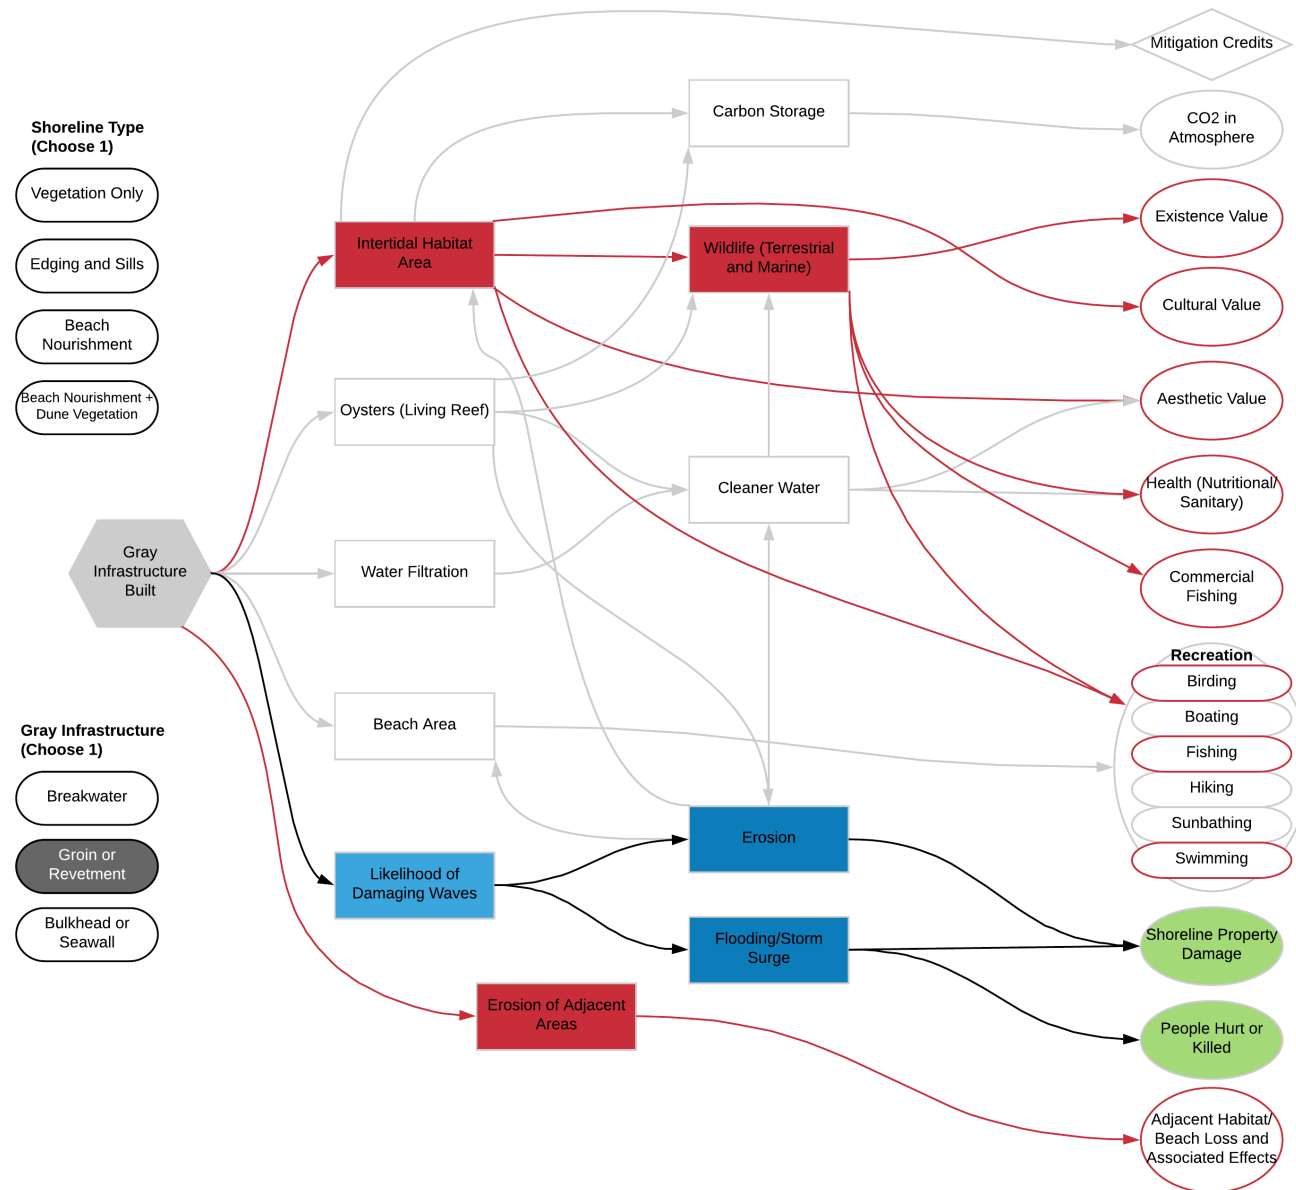 Shoreline Type
(Choose 1)
Vegetation Only
Edging and Sills
Beach
Nourishment
Beach Nourishment +
Dune Vegetation
Gray
Infrastructure
Built
Gray Infrastructure
(Choose 1)
Breakwater
Groin or
Revetment
Bulkhead or
Seawall
Intertidal Habitat
Area
Oysters (Living Reef)
Water Filtration
Beach Area
Likelihood of
Damaging Waves
Erosion of Adjacent
Areas
Carbon Storage
Wildlife (Terrestrial
and Marine)
Cleaner Water
Erosion
Flooding/Storm
Surge
Mitigation Credits
CO2 in
Atmosphere
Existence Value
Cultural Value
Aesthetic Value
Health (Nutritional/
Sanitary)
Commercial
Fishing
Recreation
Birding
Boating
Fishing
Hiking
Sunbathing
Swimming
Shoreline Property
Damage
People Hurt or
Killed
Adjacent Habitat/
Beach Loss and
Associated Effects